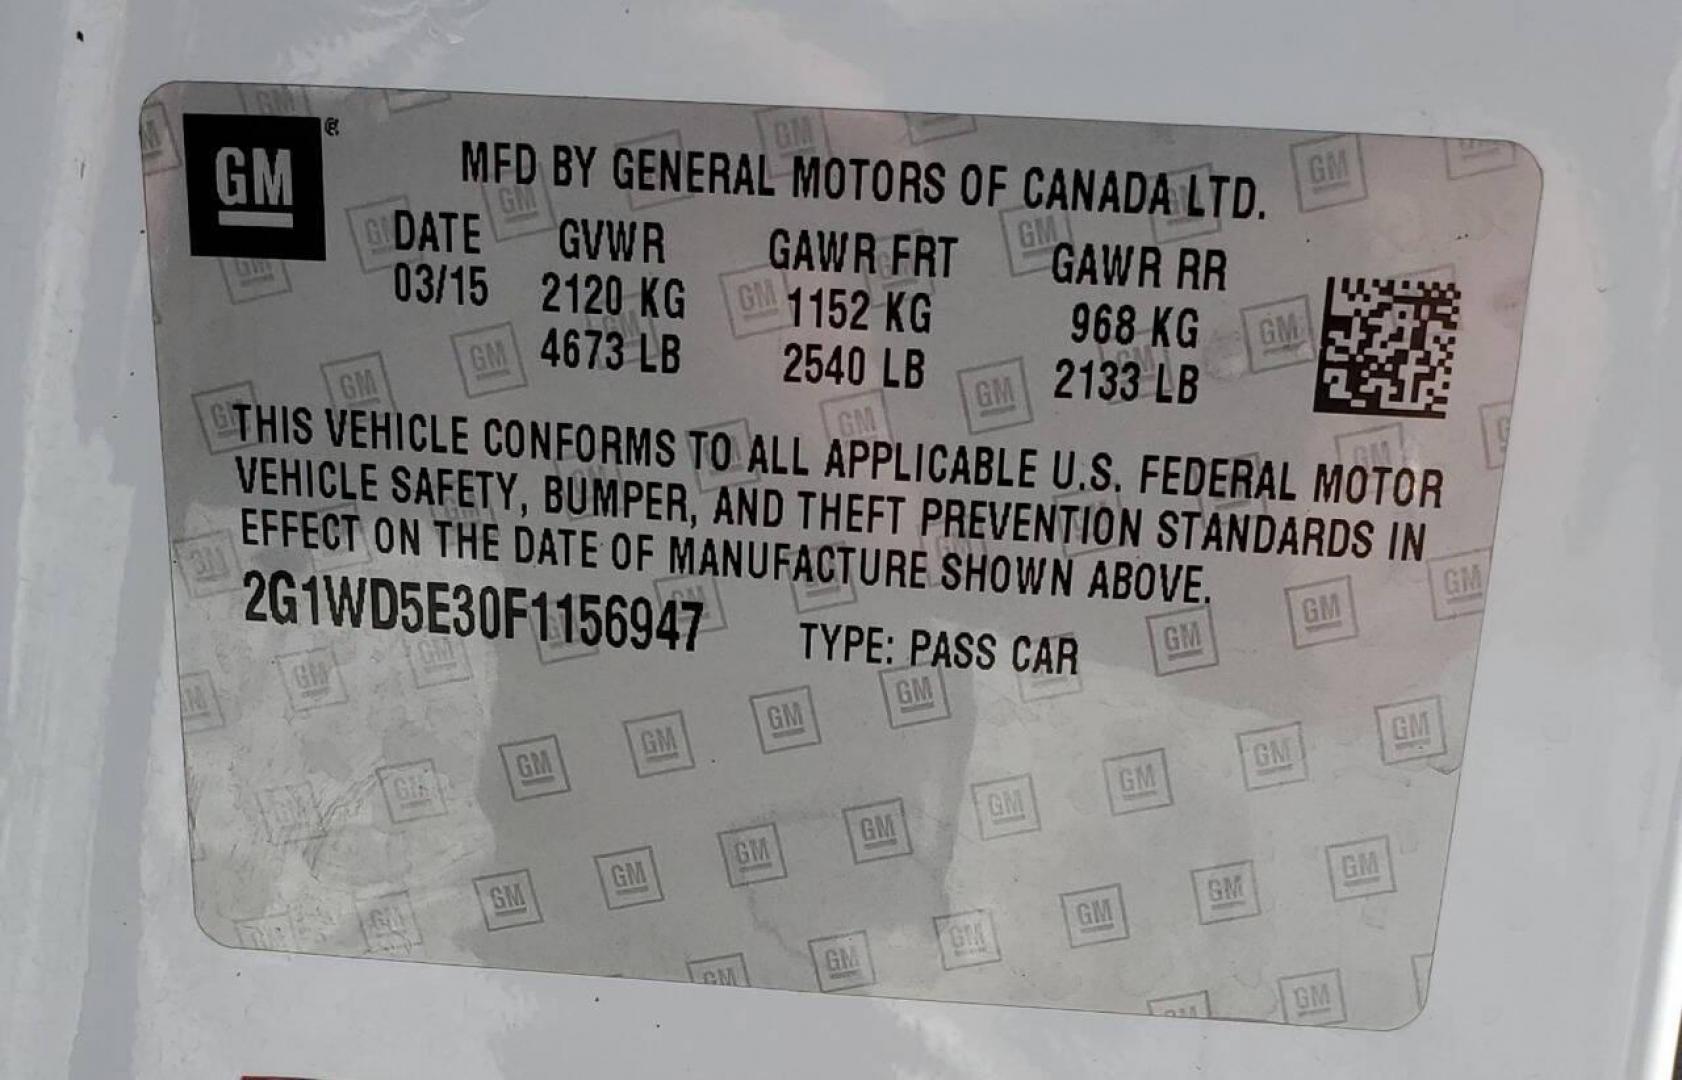 GM
MFD BY GENERAL MOTORS OF CANADA LTD.
DATE GVWR GAWR FRT GAWR RR
03/15 2120 KG 1152 KG 968 KG
4673 LB 2540 LB 2133 LB
THIS VEHICLE CONFORMS TO ALL APPLICABLE U.S. FEDERAL MOTOR
VEHICLE SAFETY, BUMPER, AND THEFT PREVENTION STANDARDS IN
EFFECT ON THE DATE OF MANUFACTURE SHOWN ABOVE.
2G1WD5E30F1156947 TYPE: PASS CAR